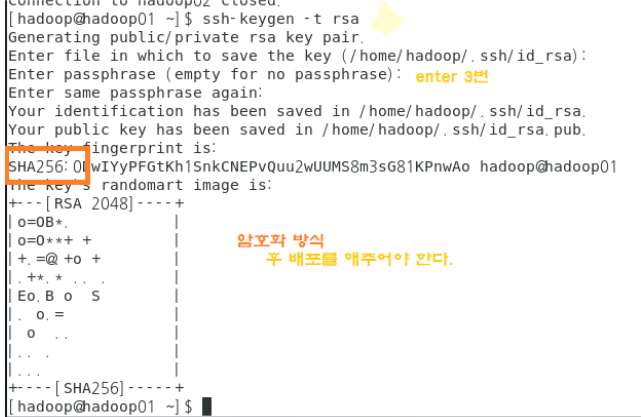 Connection to hadoop02 closed.
[hadoop@hadoop01 ~]$ ssh-keygen -t rsa
Generating public/private rsa key pair.
Enter file in which to save the key (/home/hadoop/.ssh/id_rsa):
Enter passphrase (empty for no passphrase): enter 3번
Enter same passphrase again:
Your identification has been saved in /home/hadoop/.ssh/id_rsa.
Your public key has been saved in /home/hadoop/.ssh/id_rsa.pub.
The key fingerprint is:
SHA256:0DwIYyPFGtKh1SnkCNEPvQuu2wUUMS8m3sG81KPnwAo hadoop@hadoop01
The key's randomart image is:
+---[RSA 2048]----+
|o=OB*.           |
|o=O**+ +         |
|+.=@ +o +        |
|.+*.* .. .       |
|Eo.B o  S        |
|. o.=            |
|  o  ..          |
|.. .             |
|...              |
+----[SHA256]-----+
암호화 방식
후 배포를 해주어야 한다.
[hadoop@hadoop01 ~]$